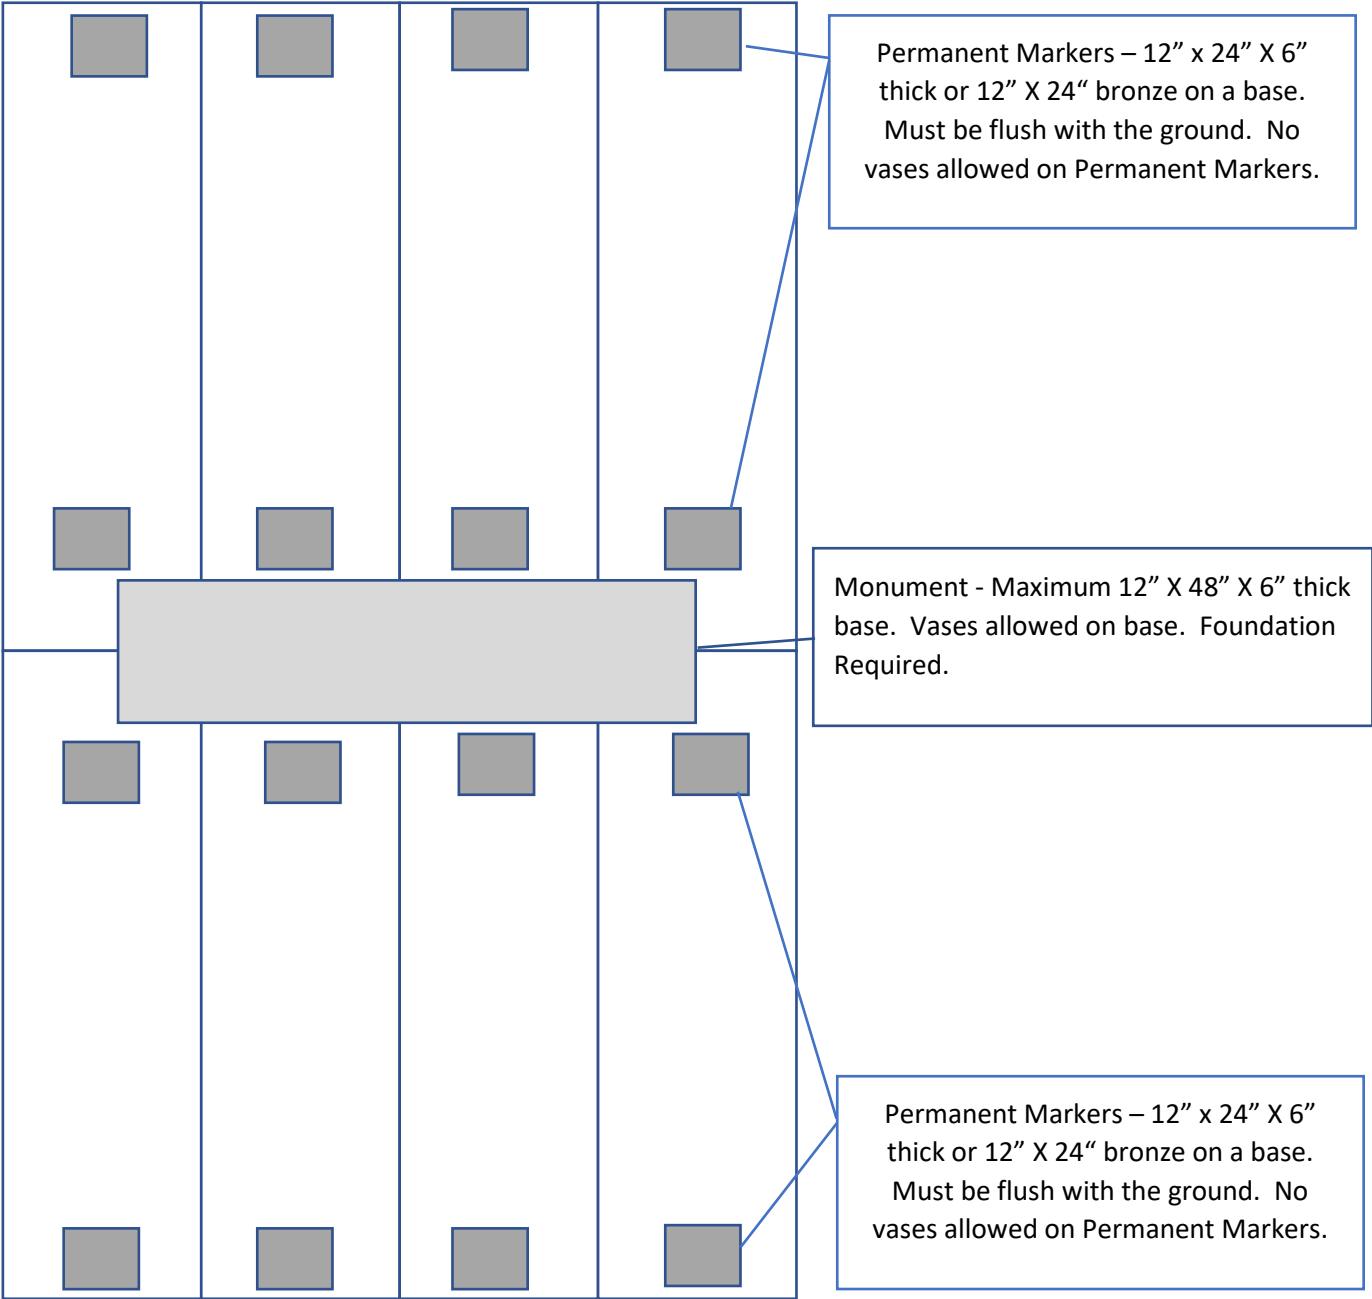 Permanent Markers – 12” x 24” X 6”
thick or 12” X 24“ bronze on a base.
Must be flush with the ground.  No
vases allowed on Permanent Markers.
Monument - Maximum 12” X 48” X 6” thick
base.  Vases allowed on base.  Foundation
Required.
Permanent Markers – 12” x 24” X 6”
thick or 12” X 24“ bronze on a base.
Must be flush with the ground.  No
vases allowed on Permanent Markers.